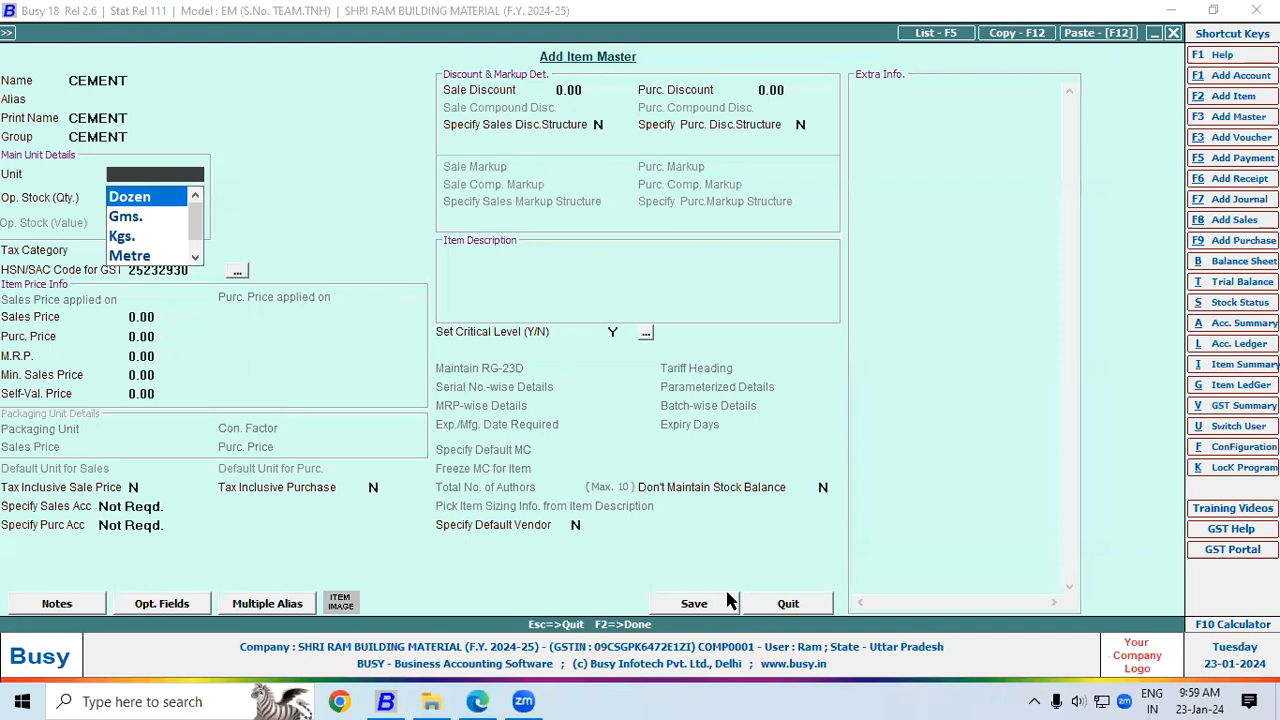 Busy 18 Rel 2.6 | Stat Rel 111 | Model : EM (S.No. TEAM.TNH) | SHRI RAM BUILDING MATERIAL (F.Y. 2024-25)
>> List - F5 Copy - F12 Paste - [F12]
Add Item Master
Name CEMENT
Alias
Print Name CEMENT
Group CEMENT
Main Unit Details
Unit
Op. Stock (Qty.)
Op. Stock (Value)
Dozen
Gms.
Kgs.
Metre
Tax Category
HSN/SAC Code for GST 25232930 ...
Item Price Info
Sales Price applied on Purc. Price applied on
Sales Price 0.00
Purc. Price 0.00
M.R.P. 0.00
Min. Sales Price 0.00
Self-Val. Price 0.00
Packaging Unit Details
Packaging Unit Con. Factor
Sales Price Purc. Price
Default Unit for Sales Default Unit for Purc.
Tax Inclusive Sale Price N Tax Inclusive Purchase N
Specify Sales Acc Not Reqd.
Specify Purc Acc Not Reqd.
Discount & Markup Det.
Sale Discount 0.00 Purc. Discount 0.00
Sale Compound Disc. Purc. Compound Disc.
Specify Sales Disc.Structure N Specify Purc. Disc.Structure N
Sale Markup Purc. Markup
Sale Comp. Markup Purc. Comp. Markup
Specify Sales Markup Structure Specify Purc.Markup Structure
Item Description
Set Critical Level (Y/N) Y ...
Maintain RG-23D Tariff Heading
Serial No.-wise Details Parameterized Details
MRP-wise Details Batch-wise Details
Exp./Mfg. Date Required Expiry Days
Specify Default MC
Freeze MC for Item
Total No. of Authors (Max. 10) Don't Maintain Stock Balance N
Pick Item Sizing Info. from Item Description
Specify Default Vendor N
Extra Info.
Notes Opt. Fields Multiple Alias ITEM IMAGE Save Quit
Esc=>Quit F2=>Done
Shortcut Keys
F1 Help
F1 Add Account
F2 Add Item
F3 Add Master
F3 Add Voucher
F5 Add Payment
F6 Add Receipt
F7 Add Journal
F8 Add Sales
F9 Add Purchase
B Balance Sheet
T Trial Balance
S Stock Status
A Acc. Summary
L Acc. Ledger
I Item Summary
G Item LedGer
V GST Summary
U Switch User
F ConFiguration
K LocK Program
Training Videos
GST Help
GST Portal
F10 Calculator
Busy
Company : SHRI RAM BUILDING MATERIAL (F.Y. 2024-25) - (GSTIN : 09CSGPK6472E1ZI) COMP0001 - User : Ram ; State - Uttar Pradesh
BUSY - Business Accounting Software ; (c) Busy Infotech Pvt. Ltd., Delhi ; www.busy.in
Your Company Logo
Tuesday
23-01-2024
Type here to search
zm
zm
ENG
IN
9:59 AM
23-Jan-24